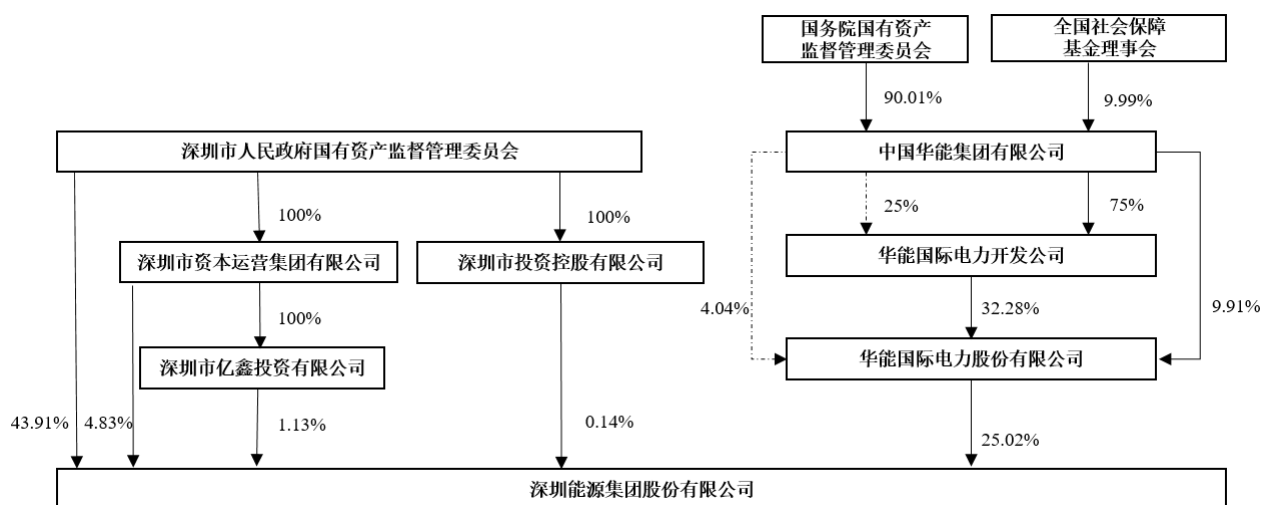 国务院国有资产
监督管理委员会
全国社会保障
基金理事会
90.01%
9.99%
深圳市人民政府国有资产监督管理委员会
中国华能集团有限公司
100%
100%
25%
75%
深圳市资本运营集团有限公司
深圳市投资控股有限公司
华能国际电力开发公司
100%
4.04%
32.28%
9.91%
深圳市亿鑫投资有限公司
华能国际电力股份有限公司
43.91%
4.83%
1.13%
0.14%
25.02%
深圳能源集团股份有限公司